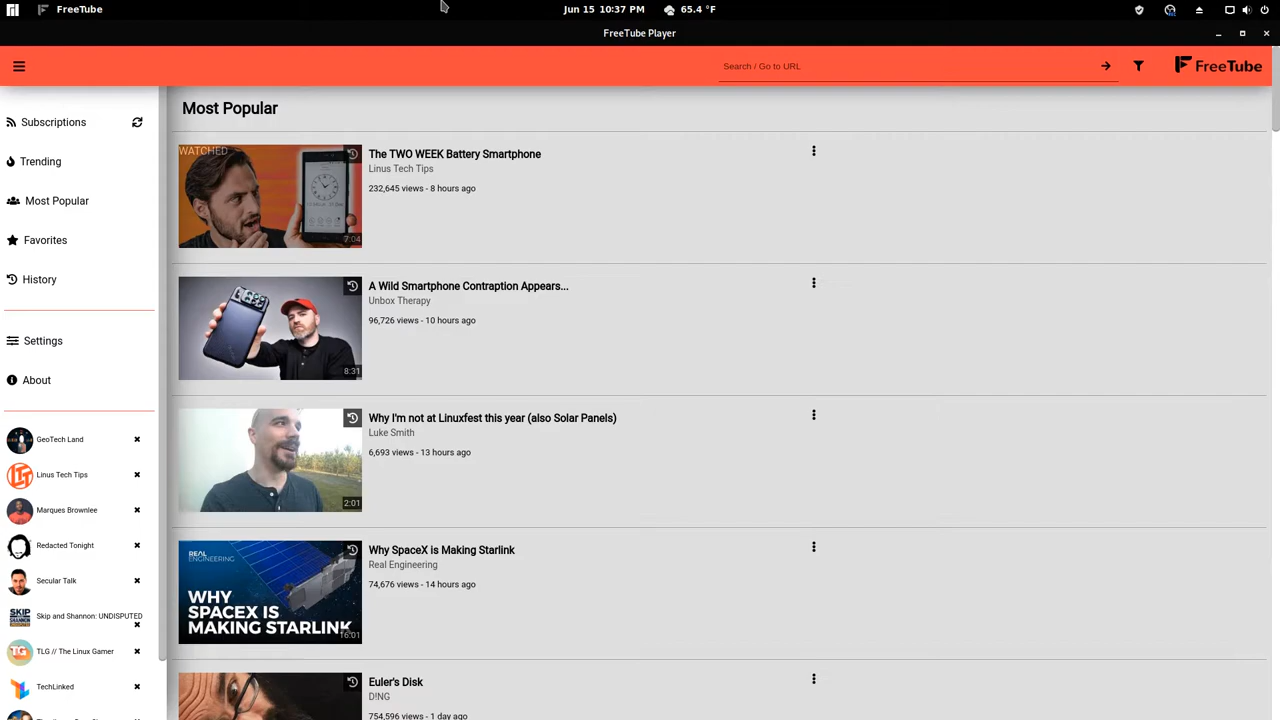 FreeTube
Jun 15 10:37 PM
65.4 °F
FreeTube Player
Search / Go to URL
FreeTube
Subscriptions
Trending
Most Popular
Favorites
History
Settings
About
GeoTech Land
Linus Tech Tips
Marques Brownlee
Redacted Tonight
Secular Talk
Skip and Shannon: UNDISPUTED
TLG // The Linux Gamer
TechLinked
Most Popular
WATCHED
7:04
The TWO WEEK Battery Smartphone
Linus Tech Tips
232,645 views - 8 hours ago
8:31
A Wild Smartphone Contraption Appears...
Unbox Therapy
96,726 views - 10 hours ago
2:01
Why I'm not at Linuxfest this year (also Solar Panels)
Luke Smith
6,693 views - 13 hours ago
REAL
ENGINEERING
WHY
SPACEX IS
MAKING STARLINK
16:01
Why SpaceX is Making Starlink
Real Engineering
74,676 views - 14 hours ago
Euler's Disk
D!NG
754,596 views - 1 day ago